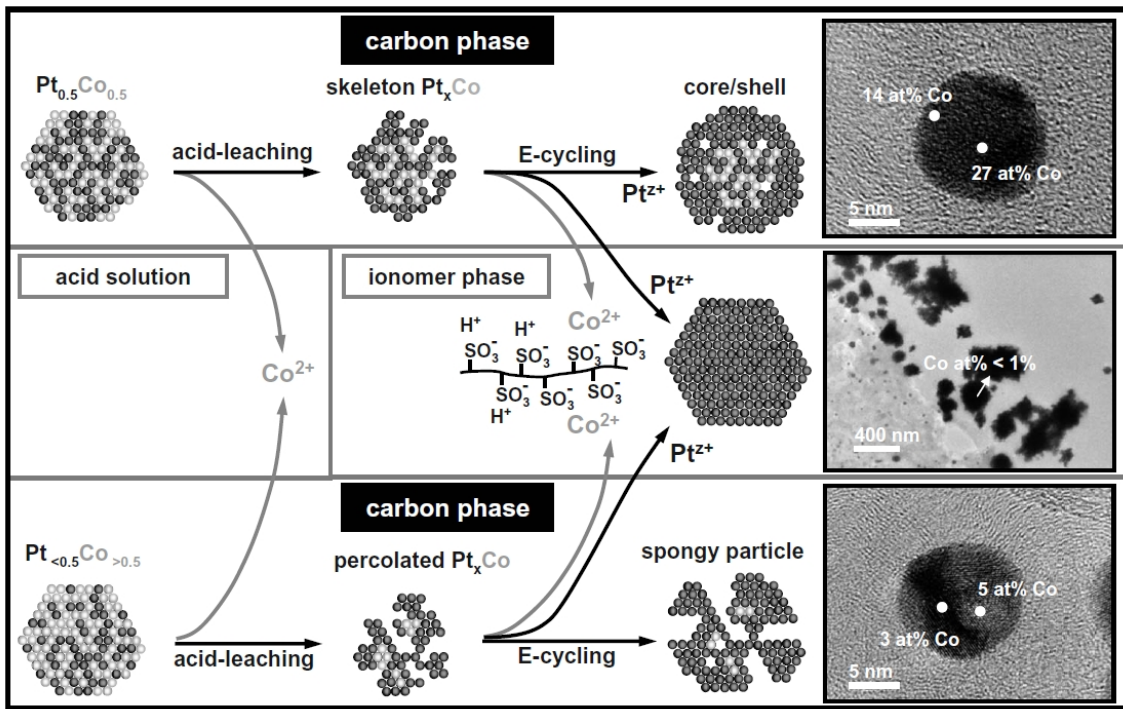 carbon phase
Pt0.5Co0.5
skeleton PtxCo
core/shell
acid-leaching
E-cycling
Ptz+
14 at% Co
27 at% Co
5 nm
acid solution
ionomer phase
Ptz+
Co2+
H+
H+
SO3-
SO3-
SO3-
SO3-
SO3-
SO3-
SO3-
H+
Co2+
Co2+
Ptz+
Co at% < 1%
400 nm
carbon phase
Pt<0.5Co>0.5
percolated PtxCo
spongy particle
acid-leaching
E-cycling
5 at% Co
3 at% Co
5 nm